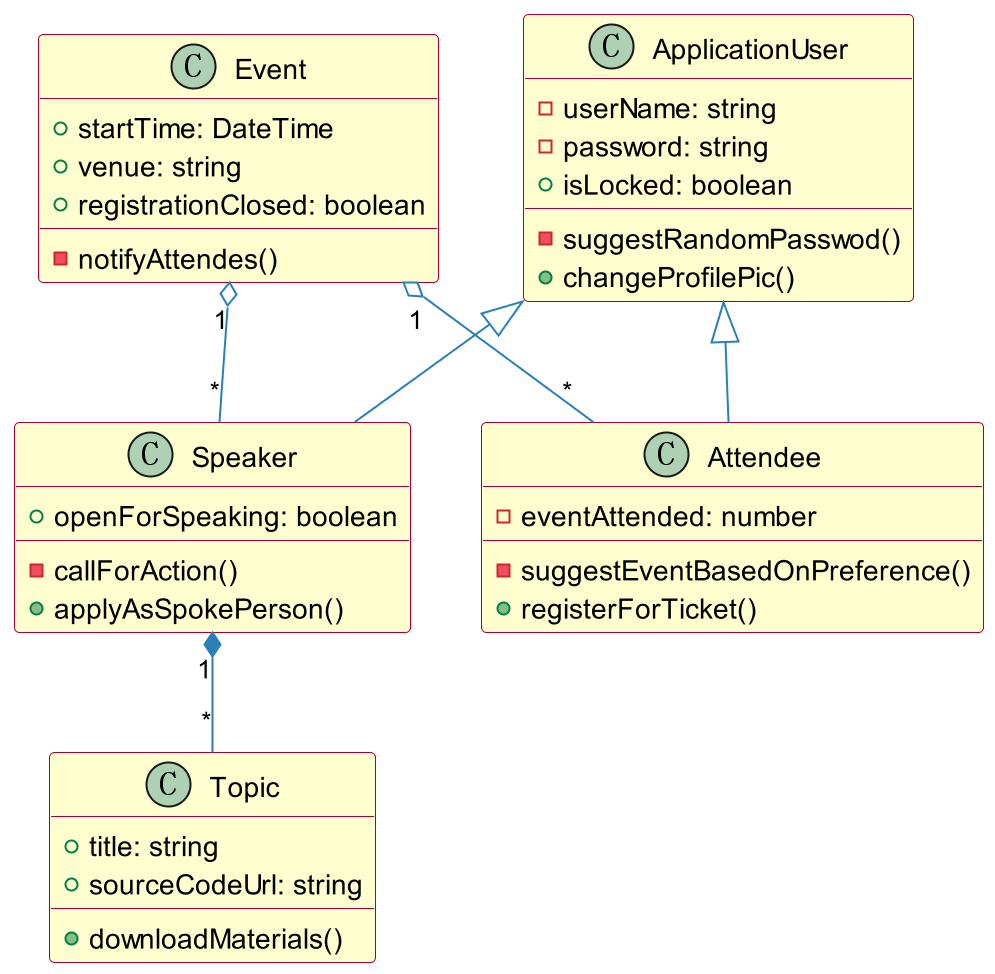 C Event
startTime: DateTime
venue: string
registrationClosed: boolean
notifyAttendes()
C ApplicationUser
userName: string
password: string
isLocked: boolean
suggestRandomPasswod()
changeProfilePic()
1
1
*
*
C Speaker
openForSpeaking: boolean
callForAction()
applyAsSpokePerson()
C Attendee
eventAttended: number
suggestEventBasedOnPreference()
registerForTicket()
1
*
C Topic
title: string
sourceCodeUrl: string
downloadMaterials()